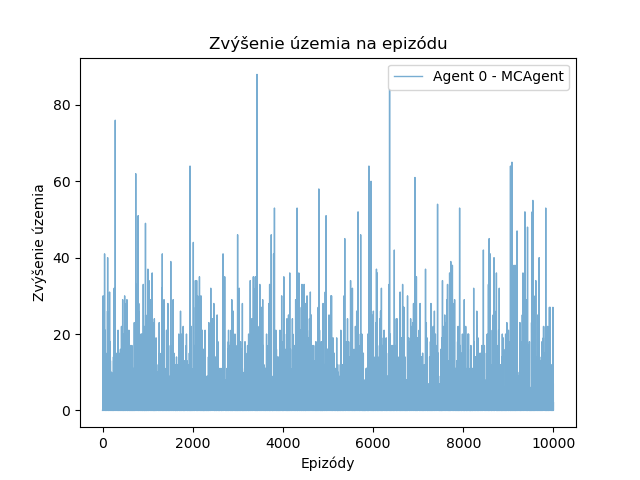 Zvýšenie územia na epizódu
Agent 0 - MCAgent
Zvýšenie územia
80
60
40
20
0
0 2000 4000 6000 8000 10000
Epizódy